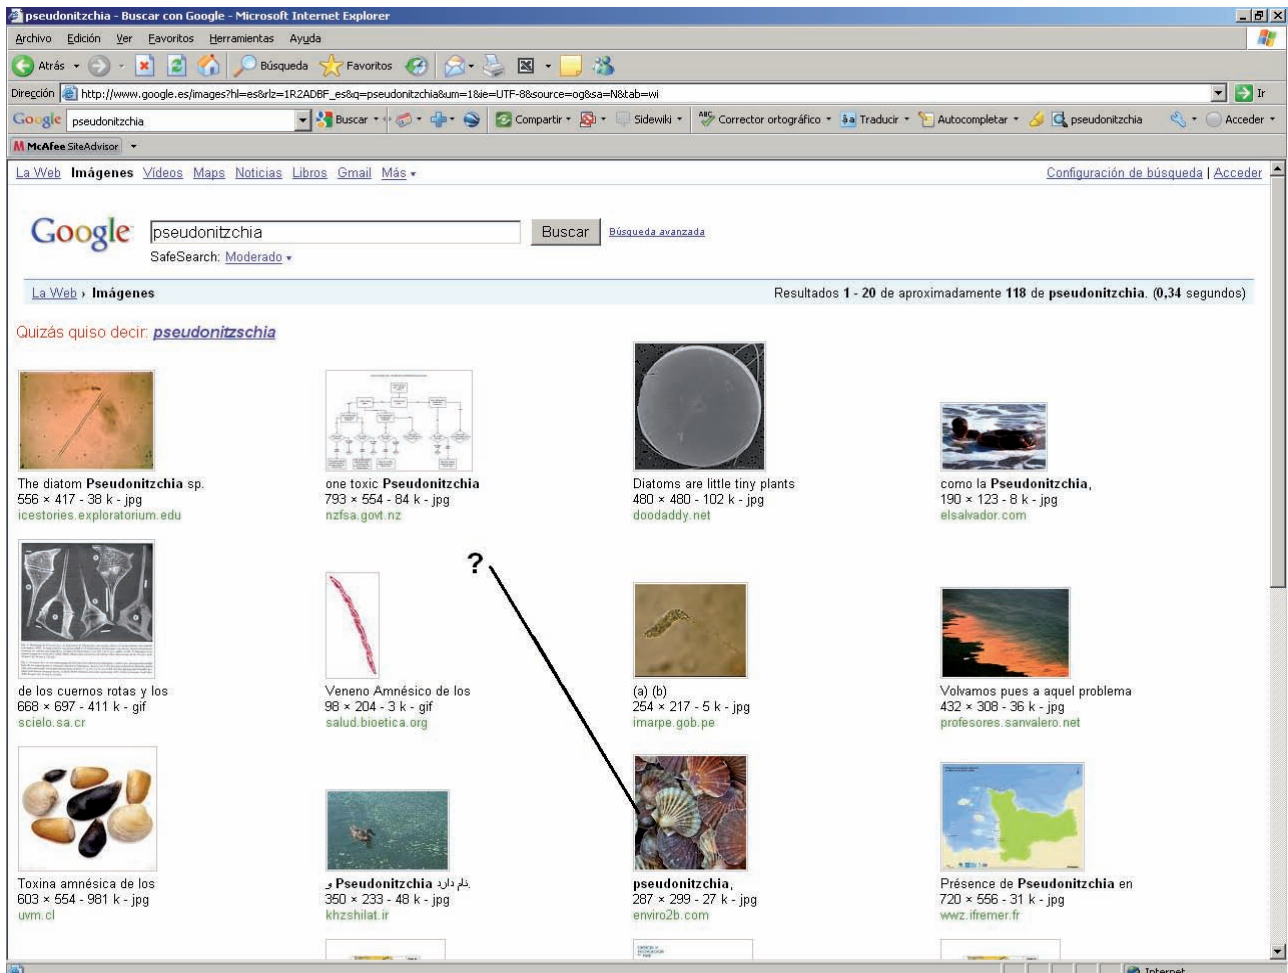 pseudonitzchia - Buscar con Google - Microsoft Internet Explorer
Archivo Edición Ver Favoritos Herramientas Ayuda
Atrás Búsqueda Favoritos
Dirección http://www.google.es/images?hl=es&rlz=1R2ADBF_es&q=pseudonitzchia&um=1&ie=UTF-8&source=og&sa=N&tab=wi Ir
Google pseudonitzchia Buscar Compartir Sidewiki Corrector ortográfico Traducir Autocompletar pseudonitzchia Acceder
McAfee SiteAdvisor
La Web Imágenes Vídeos Maps Noticias Libros Gmail Más Configuración de búsqueda | Acceder
Google pseudonitzchia Buscar Búsqueda avanzada
SafeSearch: Moderado
La Web › Imágenes Resultados 1 - 20 de aproximadamente 118 de pseudonitzchia. (0,34 segundos)
Quizás quiso decir: pseudonitzschia
The diatom Pseudonitzchia sp.
556 × 417 - 38 k - jpg
icestories.exploratorium.edu
one toxic Pseudonitzchia
793 × 554 - 84 k - jpg
nzfsa.govt.nz
Diatoms are little tiny plants
480 × 480 - 102 k - jpg
doodaddy.net
como la Pseudonitzchia,
190 × 123 - 8 k - jpg
elsalvador.com
?
de los cuernos rotas y los
668 × 697 - 411 k - gif
scielo.sa.cr
Veneno Amnésico de los
98 × 204 - 3 k - gif
salud.bioetica.org
(a) (b)
254 × 217 - 5 k - jpg
imarpe.gob.pe
Volvamos pues a aquel problema
432 × 308 - 36 k - jpg
profesores.sanvalero.net
Toxina amnésica de los
603 × 554 - 981 k - jpg
uvm.cl
نام دارد Pseudonitzchia و.
350 × 233 - 48 k - jpg
khzshilat.ir
pseudonitzchia,
287 × 299 - 27 k - jpg
enviro2b.com
Présence de Pseudonitzchia en
720 × 556 - 31 k - jpg
wwz.ifremer.fr
Internet